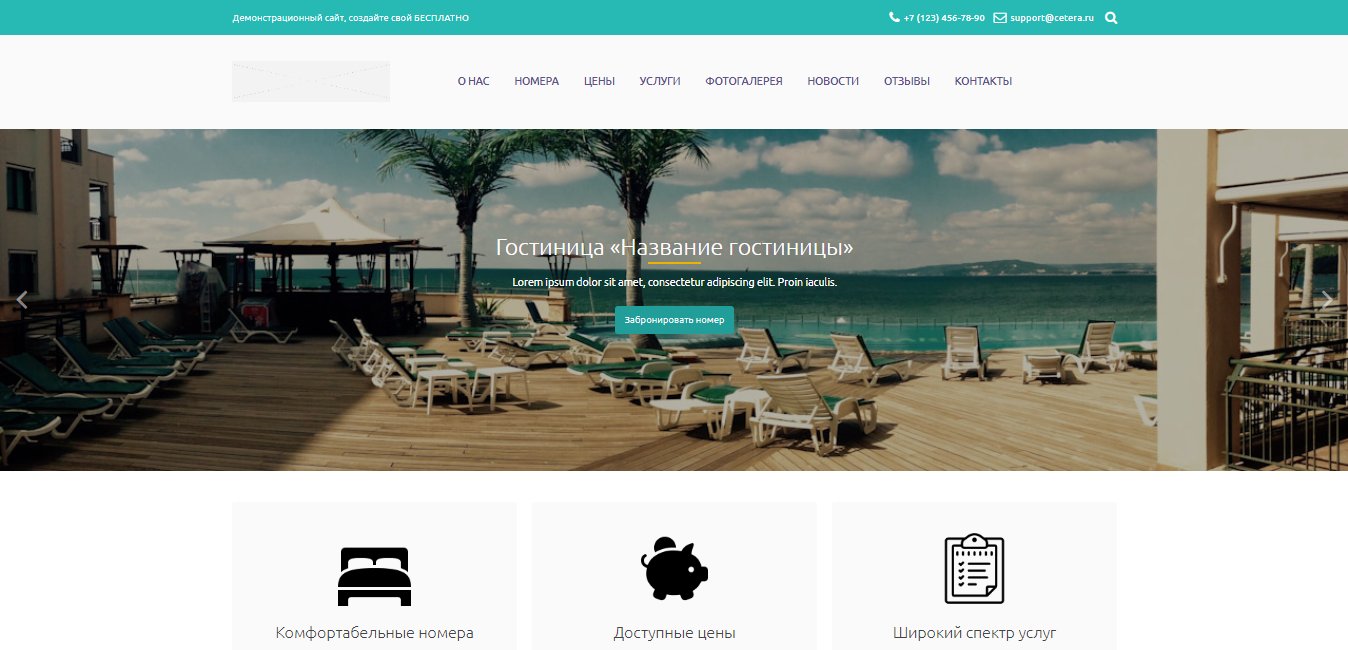 Демонстрационный сайт, создайте свой БЕСПЛАТНО
+7 (123) 456-78-90 support@cetera.ru
О НАС НОМЕРА ЦЕНЫ УСЛУГИ ФОТОГАЛЕРЕЯ НОВОСТИ ОТЗЫВЫ КОНТАКТЫ
Гостиница «Название гостиницы»
Lorem ipsum dolor sit amet, consectetur adipiscing elit. Proin iaculis.
Забронировать номер
Комфортабельные номера
Доступные цены
Широкий спектр услуг